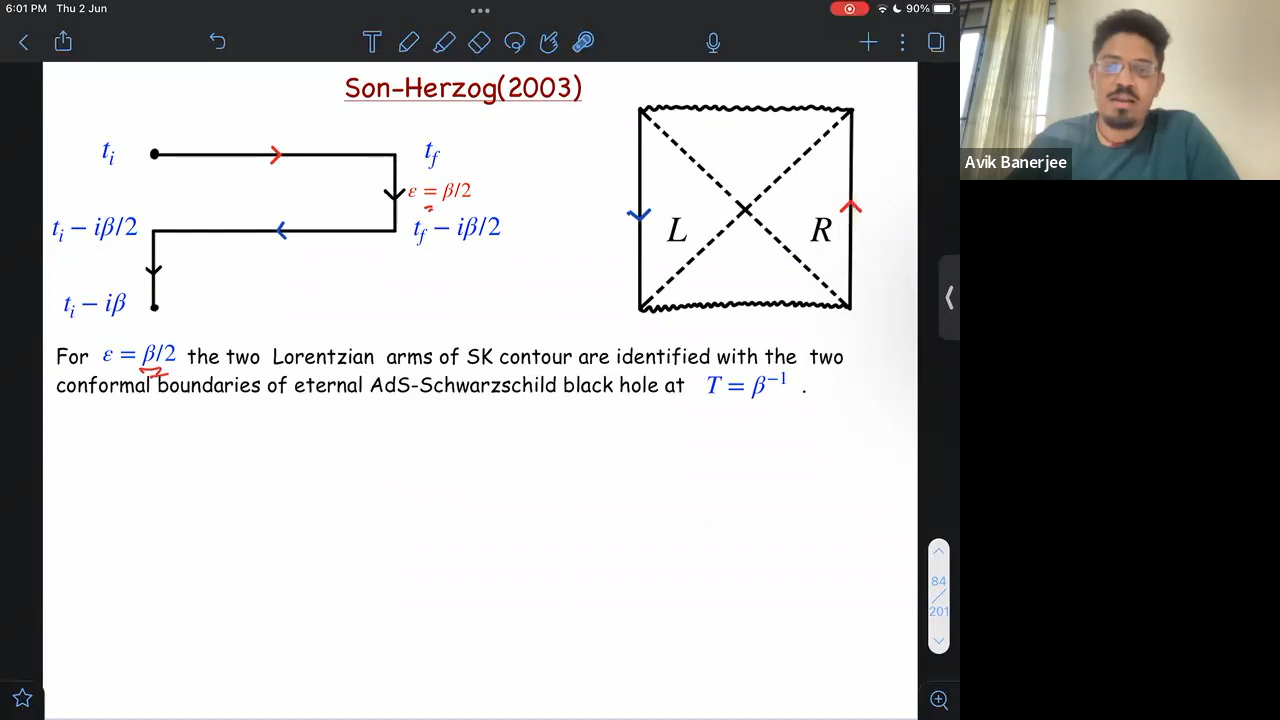 6:01 PM Thu 2 Jun
90%
Son-Herzog(2003)
t_i
t_f
ε = β/2
t_i − iβ/2
t_f − iβ/2
t_i − iβ
L
R
For ε = β/2 the two Lorentzian arms of SK contour are identified with the two
conformal boundaries of eternal AdS-Schwarzschild black hole at T = β⁻¹ .
Avik Banerjee
84
/
201